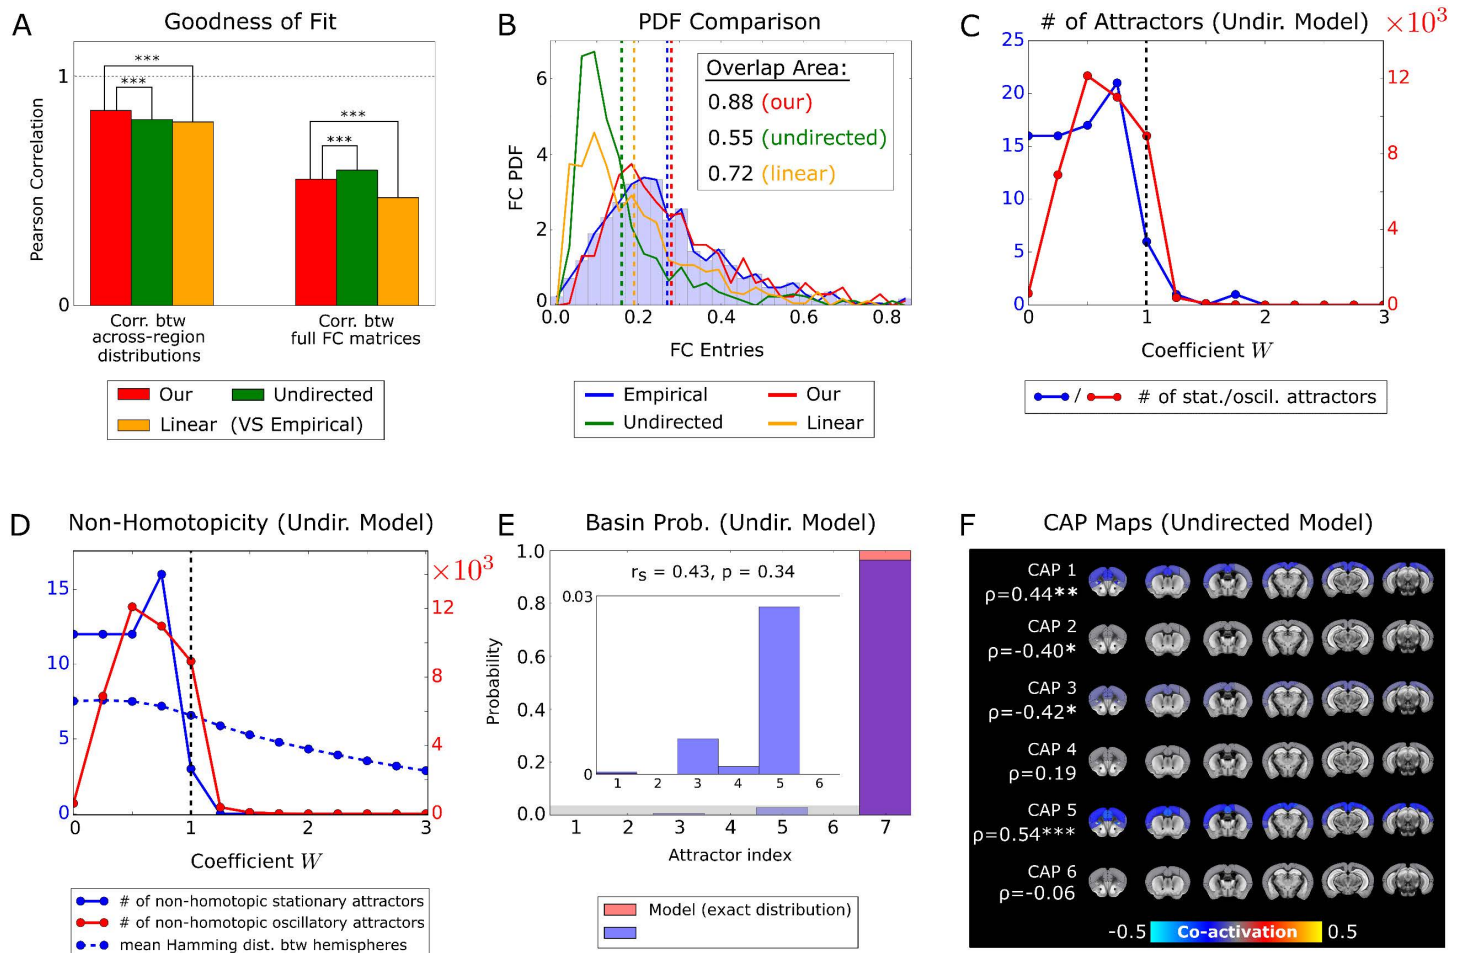 A
Goodness of Fit
Pearson Correlation
1
0
***
***
***
***
Corr. btw
across-region
distributions
Corr. btw
full FC matrices
Our
Undirected
Linear
(VS Empirical)
B
PDF Comparison
FC PDF
6
4
2
0
0.0
0.2
0.4
0.6
0.8
FC Entries
Overlap Area:
0.88 (our)
0.55 (undirected)
0.72 (linear)
Empirical
Our
Undirected
Linear
C
# of Attractors (Undir. Model)
×10³
25
20
15
10
5
0
12
8
4
0
0
1
2
3
Coefficient W
/ # of stat./oscil. attractors
D
Non-Homotopicity (Undir. Model)
×10³
15
10
5
0
12
8
4
0
0
1
2
3
Coefficient W
# of non-homotopic stationary attractors
# of non-homotopic oscillatory attractors
mean Hamming dist. btw hemispheres
E
Basin Prob. (Undir. Model)
Probability
1.0
0.8
0.6
0.4
0.2
0.0
rₛ = 0.43, p = 0.34
0.03
0
1 2 3 4 5 6
1 2 3 4 5 6 7
Attractor index
Model (exact distribution)
F
CAP Maps (Undirected Model)
CAP 1
ρ=0.44**
CAP 2
ρ=-0.40*
CAP 3
ρ=-0.42*
CAP 4
ρ=0.19
CAP 5
ρ=0.54***
CAP 6
ρ=-0.06
-0.5 Co-activation 0.5